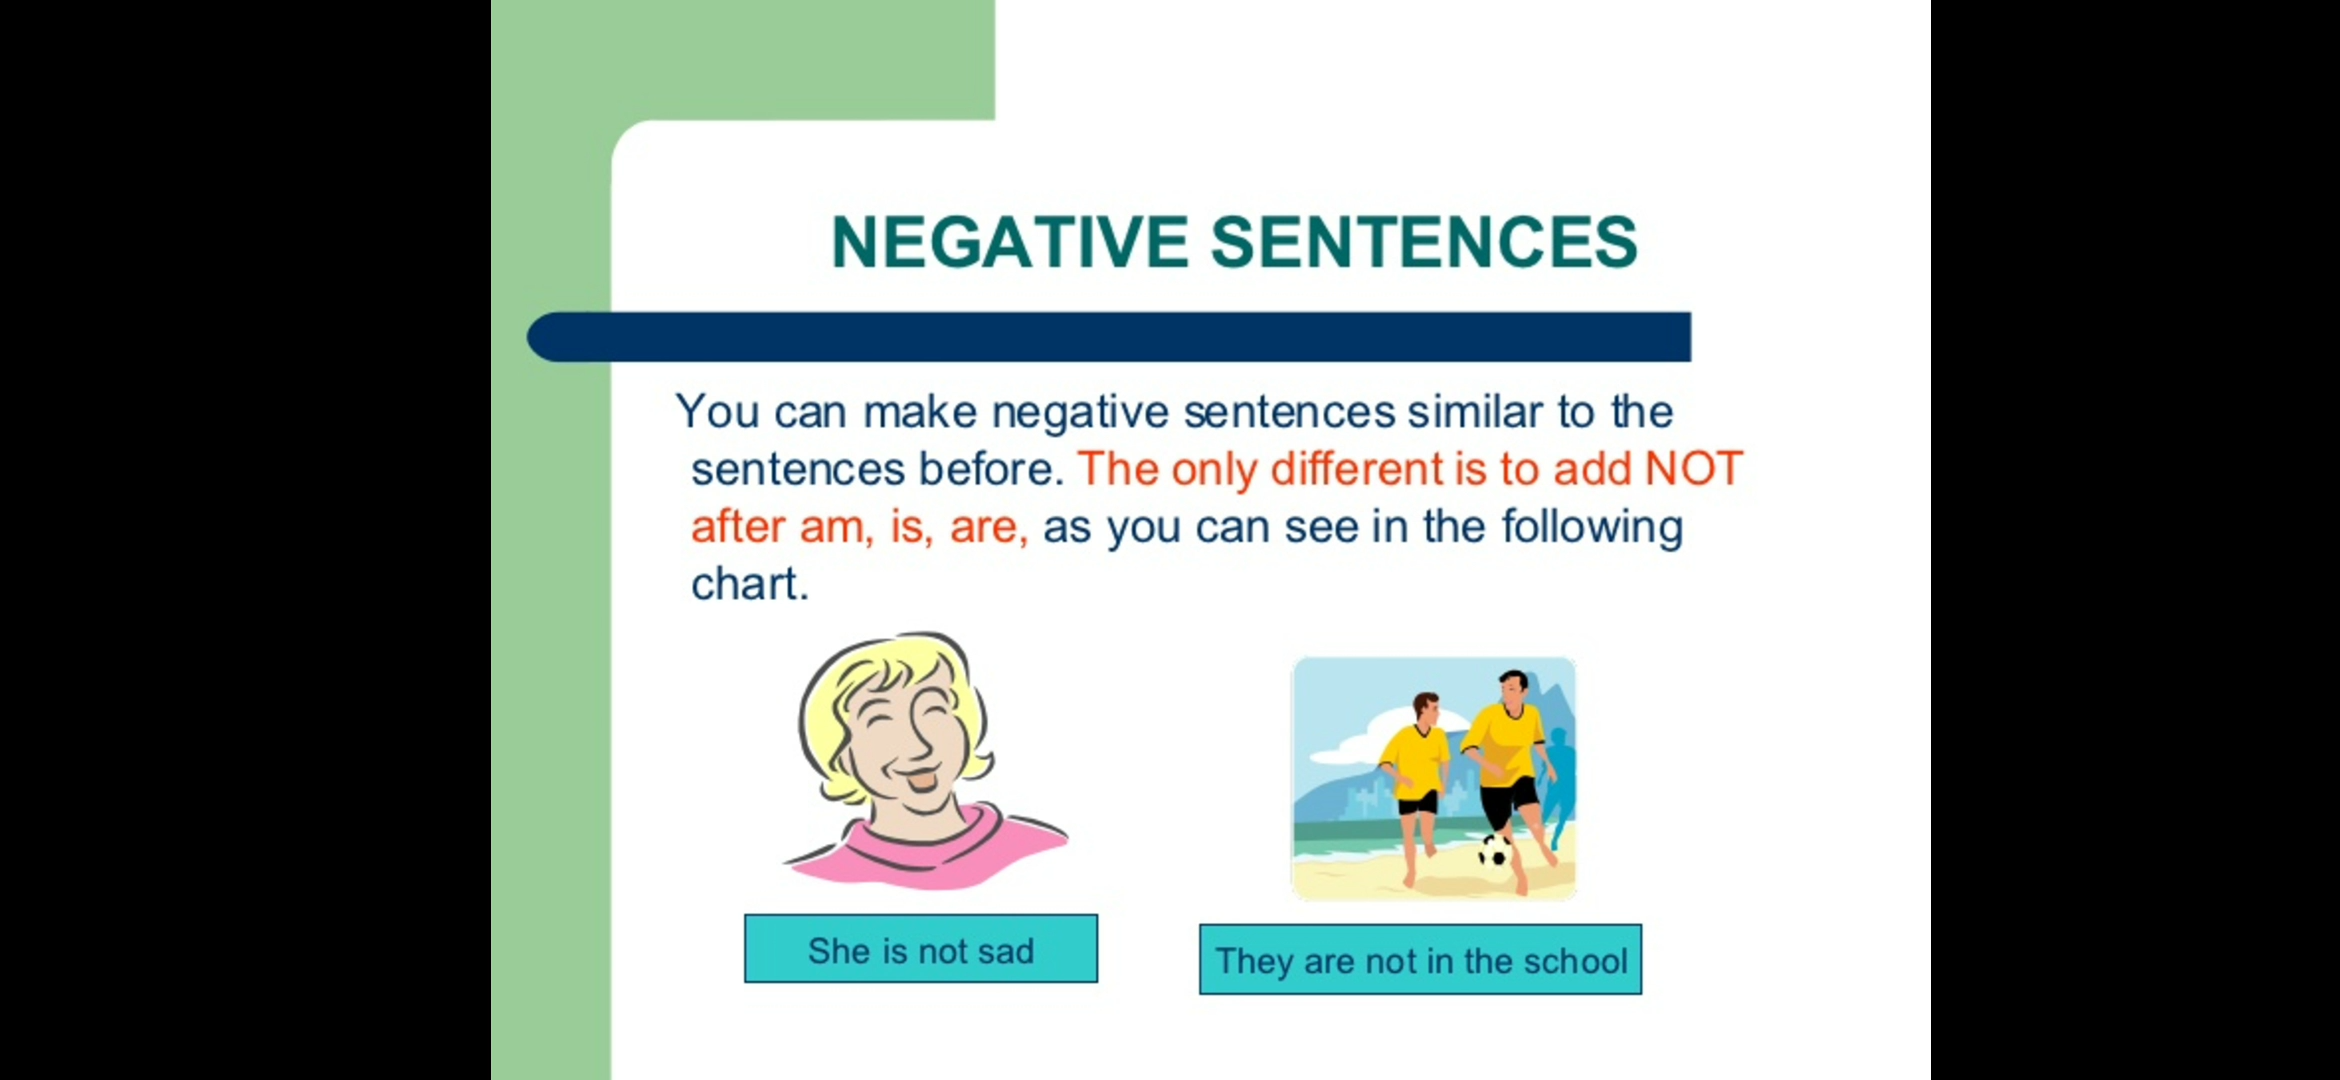 NEGATIVE SENTENCES
You can make negative sentences similar to the
sentences before. The only different is to add NOT
after am, is, are, as you can see in the following
chart.
She is not sad
They are not in the school